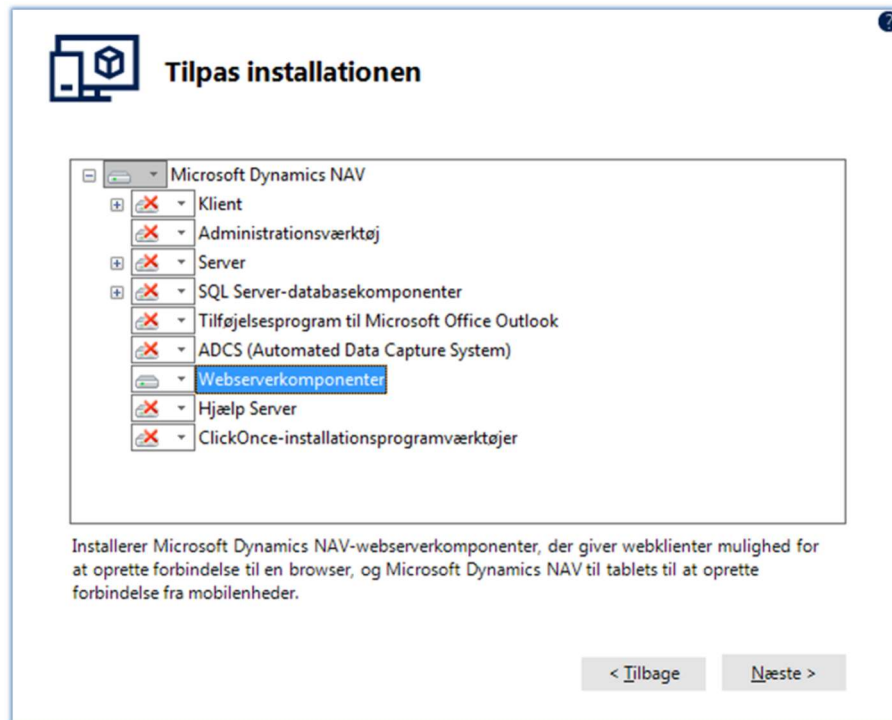 Tilpas installationen
Microsoft Dynamics NAV
Klient
Administrationsværktøj
Server
SQL Server-databasekomponenter
Tilføjelsesprogram til Microsoft Office Outlook
ADCS (Automated Data Capture System)
Webserverkomponenter
Hjælp Server
ClickOnce-installationsprogramværktøjer
Installerer Microsoft Dynamics NAV-webserverkomponenter, der giver webklienter mulighed for
at oprette forbindelse til en browser, og Microsoft Dynamics NAV til tablets til at oprette
forbindelse fra mobilenheder.
< Tilbage
Næste >